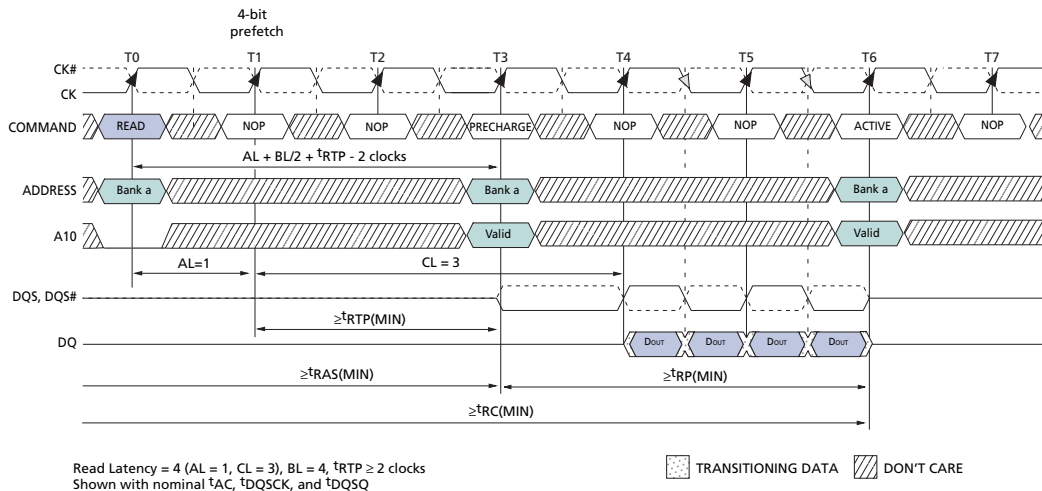 4-bit
prefetch
T0 T1 T2 T3 T4 T5 T6 T7
CK#
CK
COMMAND READ NOP NOP PRECHARGE NOP NOP ACTIVE NOP
AL + BL/2 + tRTP - 2 clocks
ADDRESS Bank a Bank a Bank a
A10 Valid Valid
AL=1 CL = 3
DQS, DQS#
≥tRTP(MIN)
DQ DOUT DOUT DOUT DOUT
≥tRAS(MIN) ≥tRP(MIN)
≥tRC(MIN)
Read Latency = 4 (AL = 1, CL = 3), BL = 4, tRTP ≥ 2 clocks
Shown with nominal tAC, tDQSCK, and tDQSQ
TRANSITIONING DATA DON'T CARE